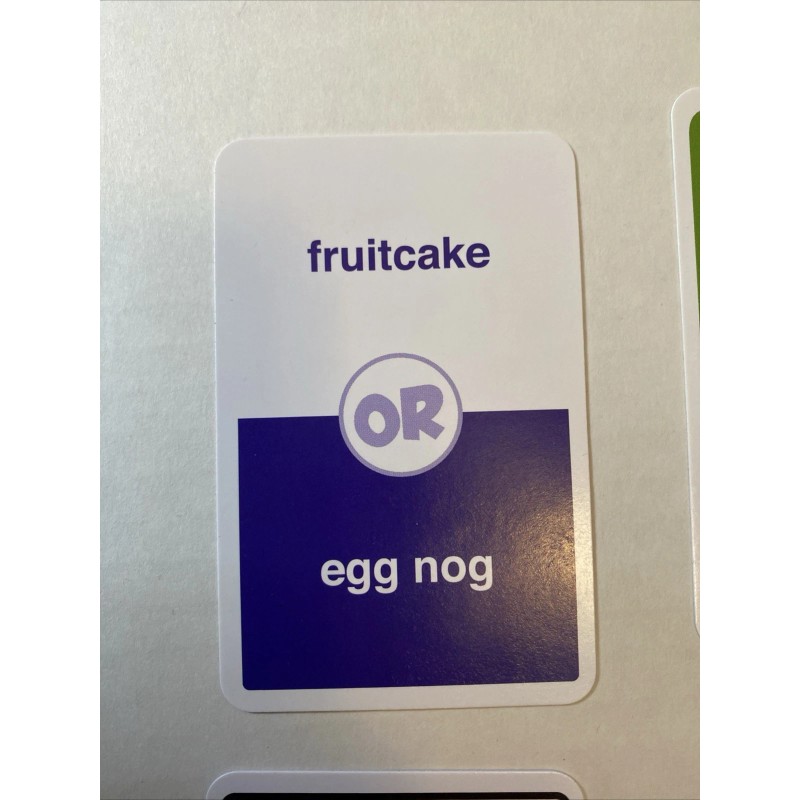 fruitcake
OR
egg nog